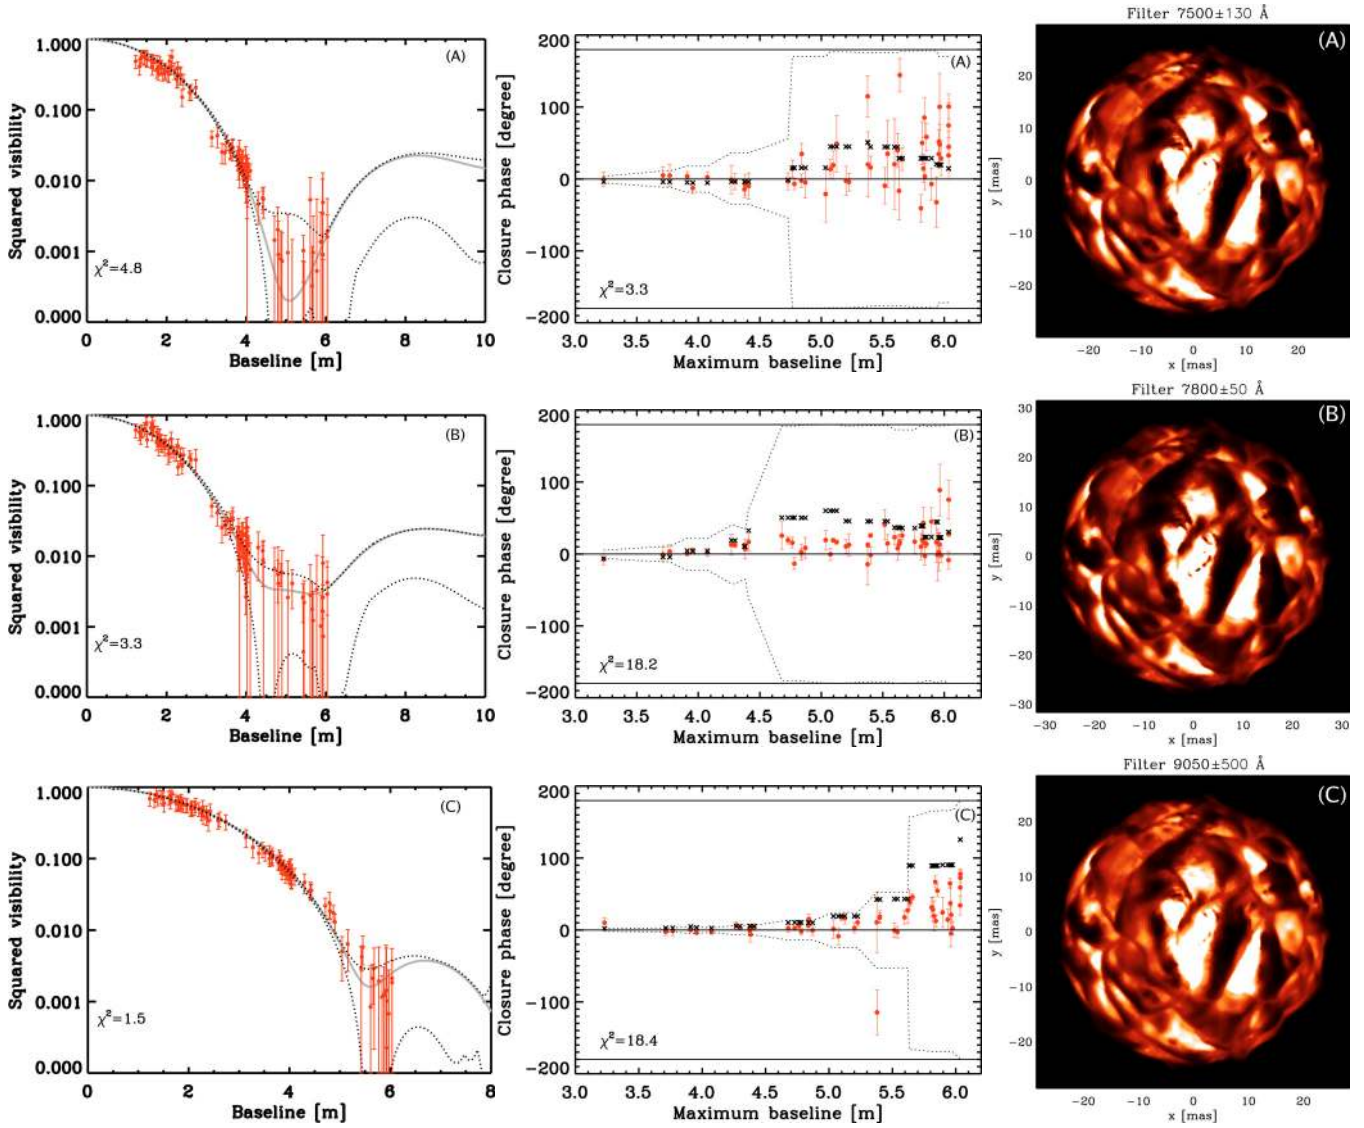 Filter 7500±130 Å
(A)
(A)
(A)
Squared visibility
1.000
0.100
0.010
0.001
0.000
χ²=4.8
0 2 4 6 8 10
Baseline [m]
Closure phase [degree]
200
100
0
-100
-200
χ²=3.3
3.0 3.5 4.0 4.5 5.0 5.5 6.0
Maximum baseline [m]
y [mas]
20
10
0
-10
-20
-20 -10 0 10 20
x [mas]
Filter 7800±50 Å
(B)
(B)
(B)
Squared visibility
1.000
0.100
0.010
0.001
0.000
χ²=3.3
0 2 4 6 8 10
Baseline [m]
Closure phase [degree]
200
100
0
-100
-200
χ²=18.2
3.0 3.5 4.0 4.5 5.0 5.5 6.0
Maximum baseline [m]
y [mas]
30
20
10
0
-10
-20
-30
-30 -20 -10 0 10 20 30
x [mas]
Filter 9050±500 Å
(C)
(C)
(C)
Squared visibility
1.000
0.100
0.010
0.001
0.000
χ²=1.5
0 2 4 6 8
Baseline [m]
Closure phase [degree]
200
100
0
-100
-200
χ²=18.4
3.0 3.5 4.0 4.5 5.0 5.5 6.0
Maximum baseline [m]
y [mas]
20
10
0
-10
-20
-20 -10 0 10 20
x [mas]